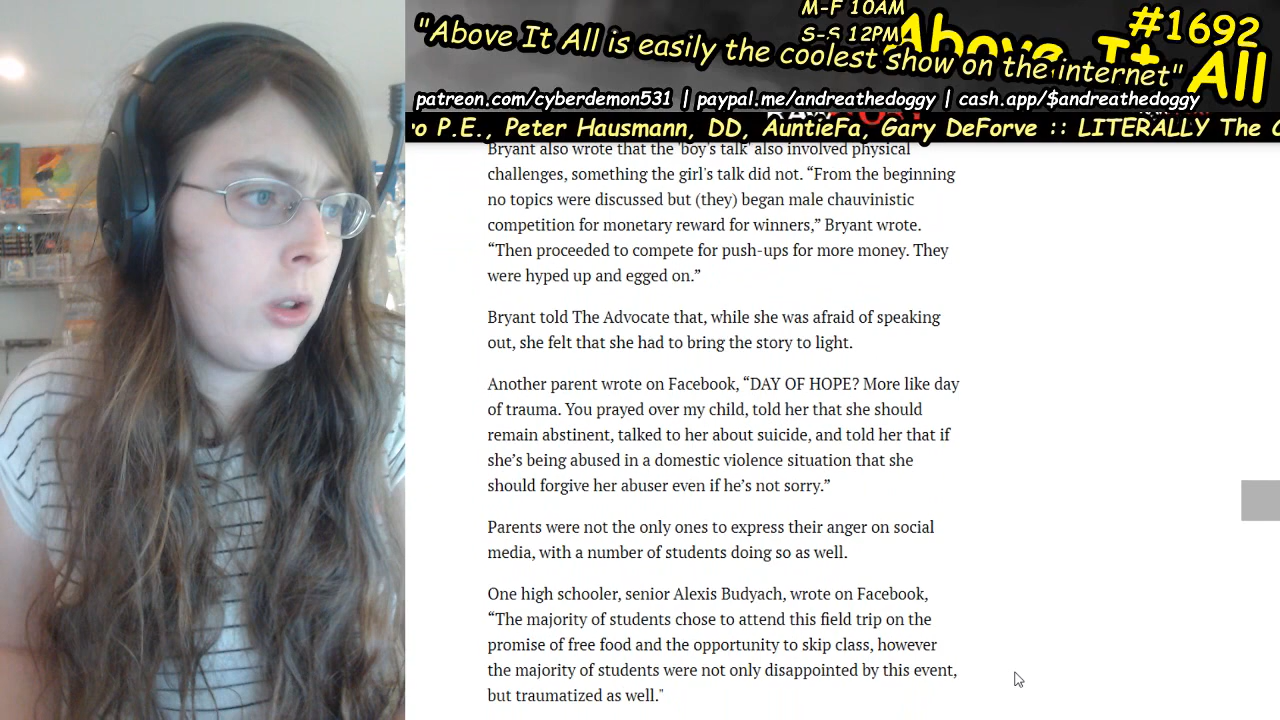 M-F 10AM
S-S 12PM
#1692
Above It All
"Above It All is easily the coolest show on the internet"
patreon.com/cyberdemon531 | paypal.me/andreathedoggy | cash.app/$andreathedoggy
o P.E., Peter Hausmann, DD, AuntieFa, Gary DeForve :: LITERALLY The
Bryant also wrote that the 'boy's talk' also involved physical
challenges, something the girl's talk did not. “From the beginning
no topics were discussed but (they) began male chauvinistic
competition for monetary reward for winners,” Bryant wrote.
“Then proceeded to compete for push-ups for more money. They
were hyped up and egged on.”
Bryant told The Advocate that, while she was afraid of speaking
out, she felt that she had to bring the story to light.
Another parent wrote on Facebook, “DAY OF HOPE? More like day
of trauma. You prayed over my child, told her that she should
remain abstinent, talked to her about suicide, and told her that if
she’s being abused in a domestic violence situation that she
should forgive her abuser even if he’s not sorry.”
Parents were not the only ones to express their anger on social
media, with a number of students doing so as well.
One high schooler, senior Alexis Budyach, wrote on Facebook,
“The majority of students chose to attend this field trip on the
promise of free food and the opportunity to skip class, however
the majority of students were not only disappointed by this event,
but traumatized as well."